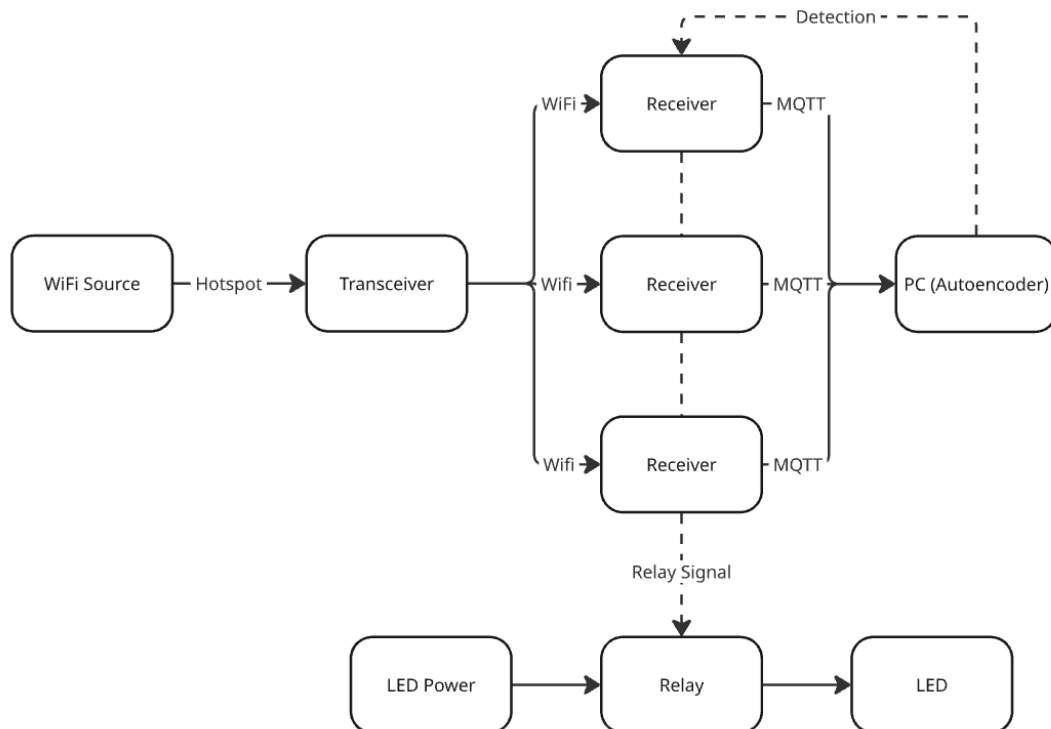 Detection
WiFi
Receiver
MQTT
WiFi Source
Hotspot
Transceiver
Wifi
Receiver
MQTT
PC (Autoencoder)
Wifi
Receiver
MQTT
Relay Signal
LED Power
Relay
LED